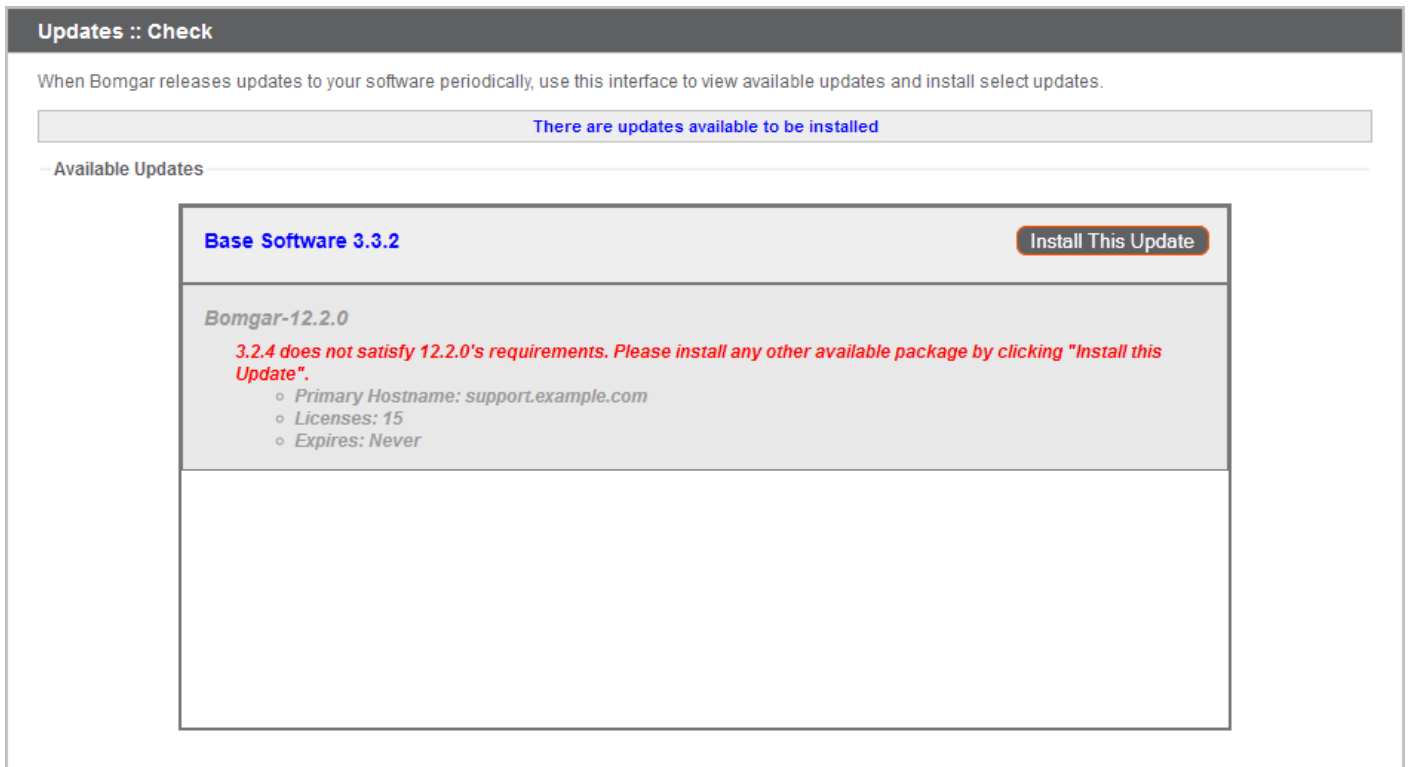 Updates :: Check
When Bomgar releases updates to your software periodically, use this interface to view available updates and install select updates.
There are updates available to be installed
Available Updates
Base Software 3.3.2
Install This Update
Bomgar-12.2.0
3.2.4 does not satisfy 12.2.0's requirements. Please install any other available package by clicking "Install this
Update".
Primary Hostname: support.example.com
Licenses: 15
Expires: Never